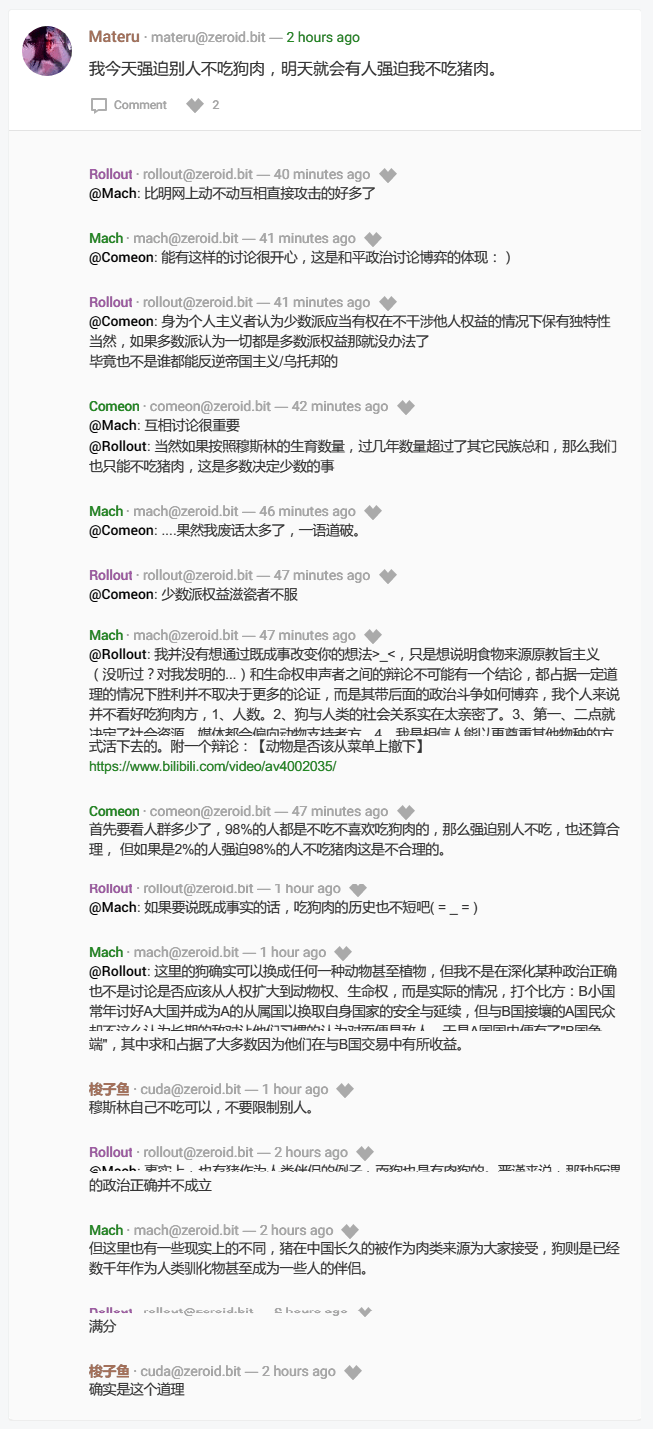 Materu · materu@zeroid.bit — 2 hours ago
我今天强迫别人不吃狗肉，明天就会有人强迫我不吃猪肉。
Comment 2
Rollout · rollout@zeroid.bit — 40 minutes ago
@Mach: 比明网上动不动互相直接攻击的好多了
Mach · mach@zeroid.bit — 41 minutes ago
@Comeon: 能有这样的讨论很开心，这是和平政治讨论博弈的体现：)
Rollout · rollout@zeroid.bit — 41 minutes ago
@Comeon: 身为个人主义者认为少数派应当有权在不干涉他人权益的情况下保有独特性
当然，如果多数派认为一切都是多数派权益那就没办法了
毕竟也不是谁都能反逆帝国主义/乌托邦的
Comeon · comeon@zeroid.bit — 42 minutes ago
@Mach: 互相讨论很重要
@Rollout: 当然如果按照穆斯林的生育数量，过几年数量超过了其它民族总和，那么我们
也只能不吃猪肉，这是多数决定少数的事
Mach · mach@zeroid.bit — 46 minutes ago
@Comeon: ....果然我废话太多了，一语道破。
Rollout · rollout@zeroid.bit — 47 minutes ago
@Comeon: 少数派权益滋瓷者不服
Mach · mach@zeroid.bit — 47 minutes ago
@Rollout: 我并没有想通过既成事改变你的想法>_<，只是想说明食物来源原教旨主义
（没听过？对我发明的...）和生命权申声者之间的辩论不可能有一个结论，都占据一定道
理的情况下胜利并不取决于更多的论证，而是其带后面的政治斗争如何博弈，我个人来说
并不看好吃狗肉方，1、人数。2、狗与人类的社会关系实在太亲密了。3、第一、二点就
决定了社会资源、媒体都会偏向动物支持者方。4、我是相信人能以更尊重其他物种的方
式活下去的。附一个辩论：【动物是否该从菜单上撤下】
https://www.bilibili.com/video/av4002035/
Comeon · comeon@zeroid.bit — 47 minutes ago
首先要看人群多少了，98%的人都是不吃不喜欢吃狗肉的，那么强迫别人不吃，也还算合
理， 但如果是2%的人强迫98%的人不吃猪肉这是不合理的。
Rollout · rollout@zeroid.bit — 1 hour ago
@Mach: 如果要说既成事实的话，吃狗肉的历史也不短吧( = _ = )
Mach · mach@zeroid.bit — 1 hour ago
@Rollout: 这里的狗确实可以换成任何一种动物甚至植物，但我不是在深化某种政治正确
也不是讨论是否应该从人权扩大到动物权、生命权，而是实际的情况，打个比方：B小国
常年讨好A大国并成为A的从属国以换取自身国家的安全与延续，但与B国接壤的A国民众
却不这么认为长期的敌对让他们习惯的认为对面便是敌人，于是A国国内便有了"B国争
端"，其中求和占据了大多数因为他们在与B国交易中有所收益。
梭子鱼 · cuda@zeroid.bit — 1 hour ago
穆斯林自己不吃可以，不要限制别人。
Rollout · rollout@zeroid.bit — 2 hours ago
@Mach: 事实上，也有猪作为人类伴侣的例子，而狗也是有肉狗的，严谨来说，那种所谓
的政治正确并不成立
Mach · mach@zeroid.bit — 2 hours ago
但这里也有一些现实上的不同，猪在中国长久的被作为肉类来源为大家接受，狗则是已经
数千年作为人类驯化物甚至成为一些人的伴侣。
Rollout · rollout@zeroid.bit
满分
梭子鱼 · cuda@zeroid.bit — 2 hours ago
确实是这个道理